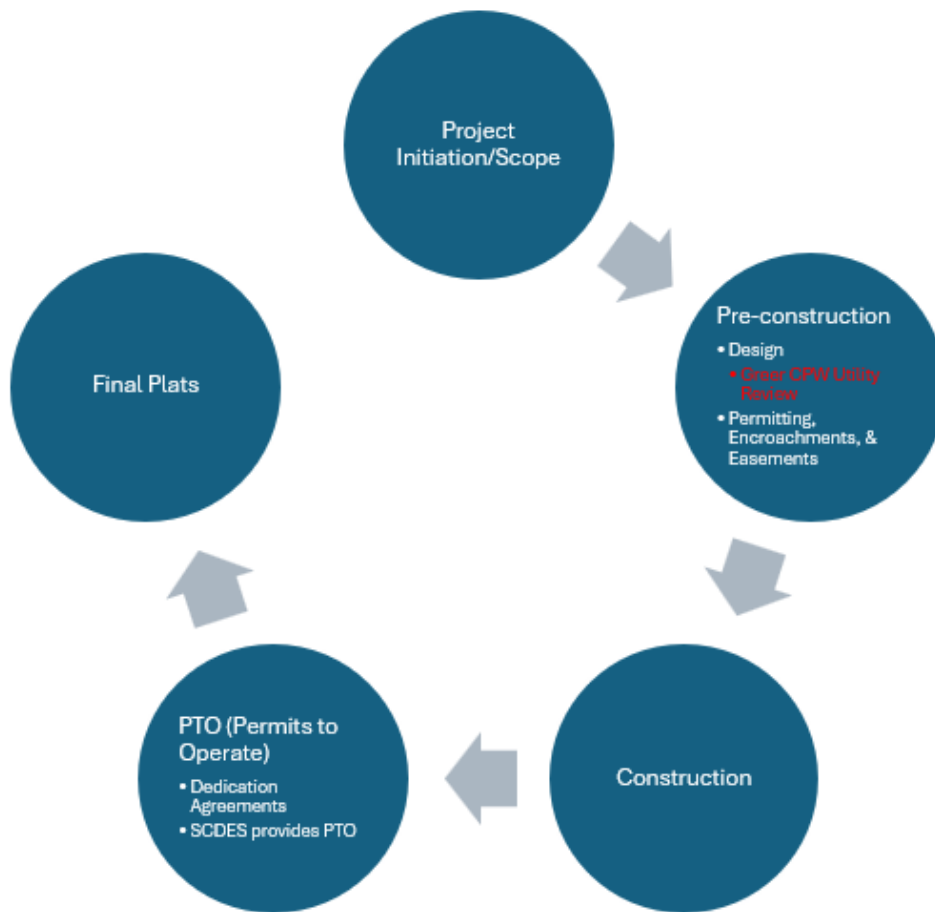 Project
Initiation/Scope
Pre-construction
• Design
• Greer CPW Utility
Review
• Permitting,
Encroachments, &
Easements
Construction
PTO (Permits to
Operate)
• Dedication
Agreements
• SCDES provides PTO
Final Plats